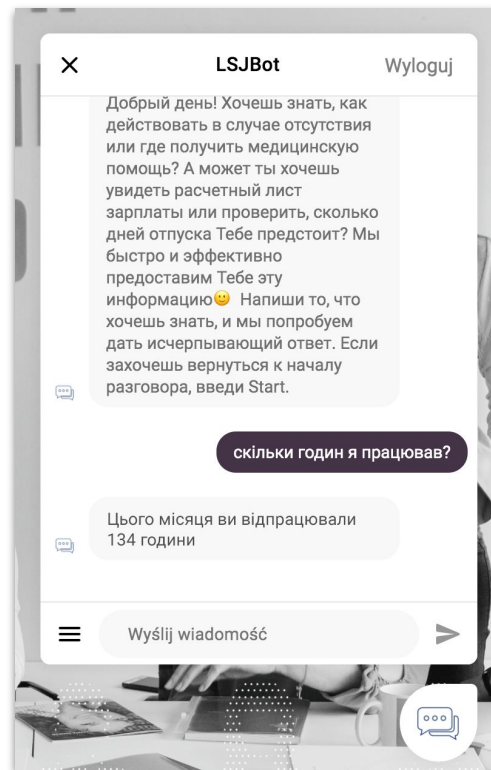 LSJBot
Wyloguj
Добрый день! Хочешь знать, как
действовать в случае отсутствия
или где получить медицинскую
помощь? А может ты хочешь
увидеть расчетный лист
зарплаты или проверить, сколько
дней отпуска Тебе предстоит? Мы
быстро и эффективно
предоставим Тебе эту
информацию🙂 Напиши то, что
хочешь знать, и мы попробуем
дать исчерпывающий ответ. Если
захочешь вернуться к началу
разговора, введи Start.
скільки годин я працював?
Цього місяця ви відпрацювали
134 години
Wyślij wiadomość